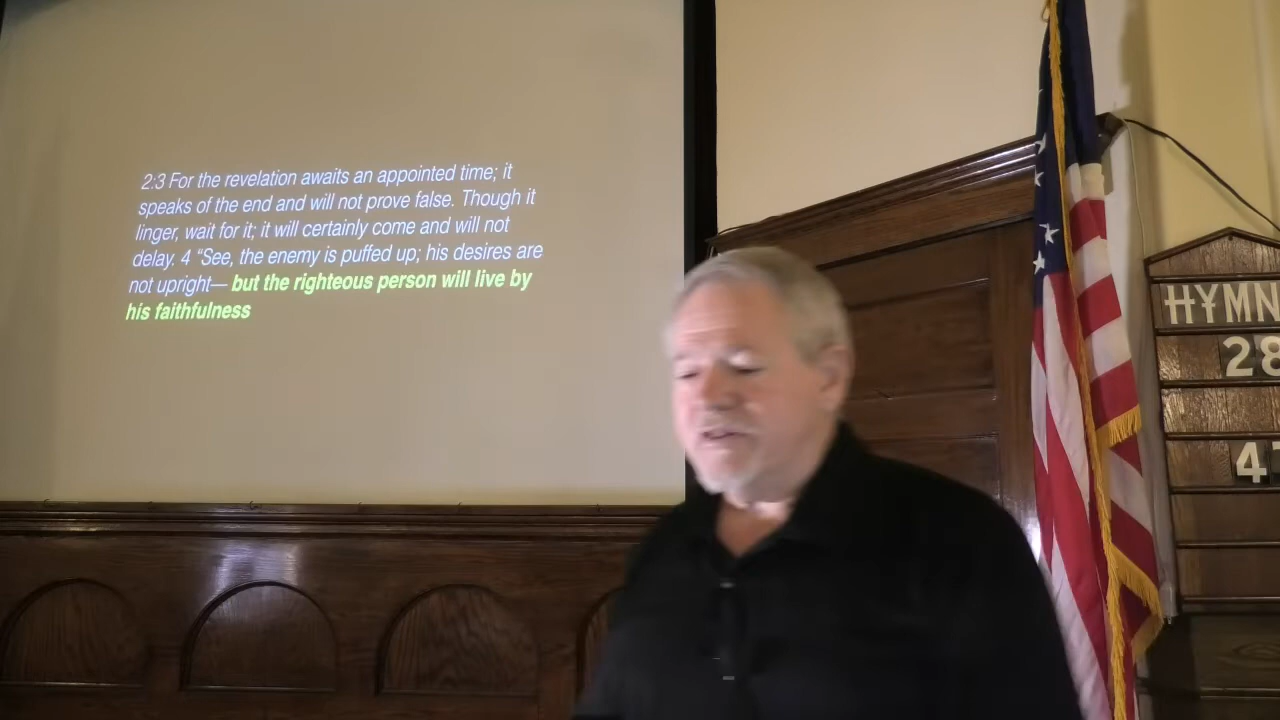 2:3 For the revelation awaits an appointed time; it
speaks of the end and will not prove false. Though it
linger, wait for it; it will certainly come and will not
delay. 4 “See, the enemy is puffed up; his desires are
not upright— but the righteous person will live by
his faithfulness
HYMN
28
4